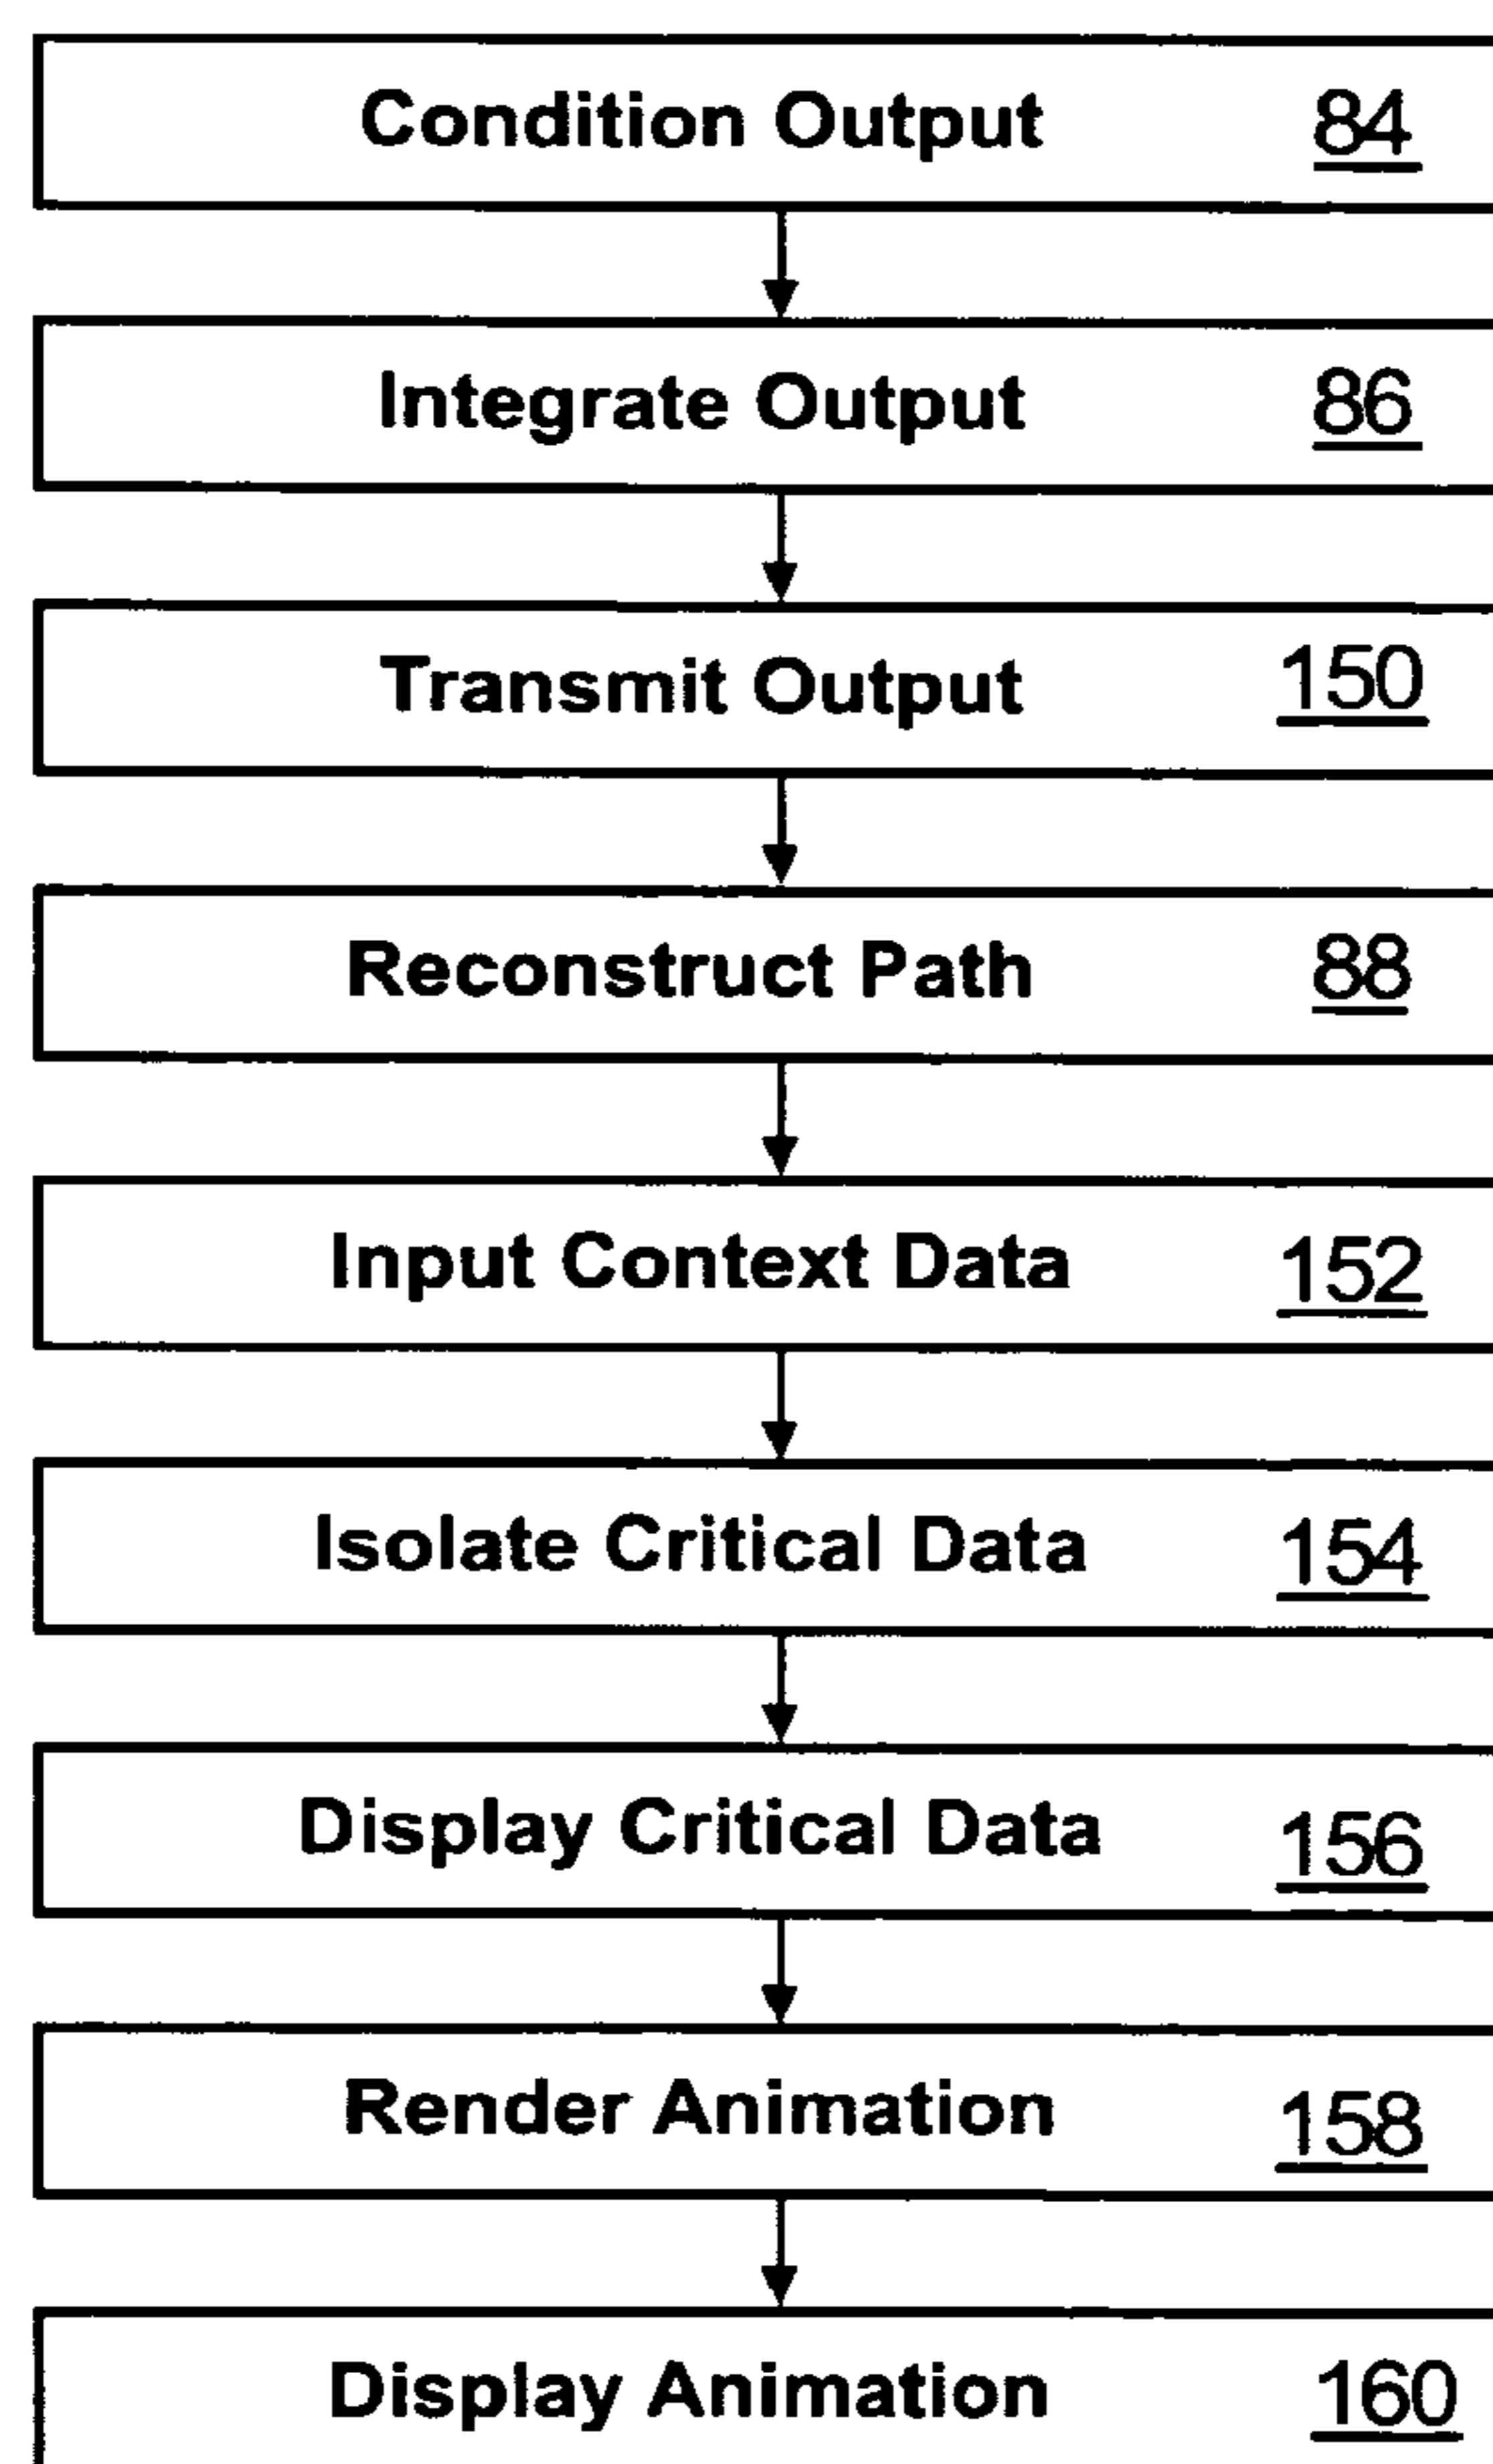 Condition Output 84
Integrate Output 86
Transmit Output 150
Reconstruct Path 88
Input Context Data 152
Isolate Critical Data 154
Display Critical Data 156
Render Animation 158
Display Animation 160